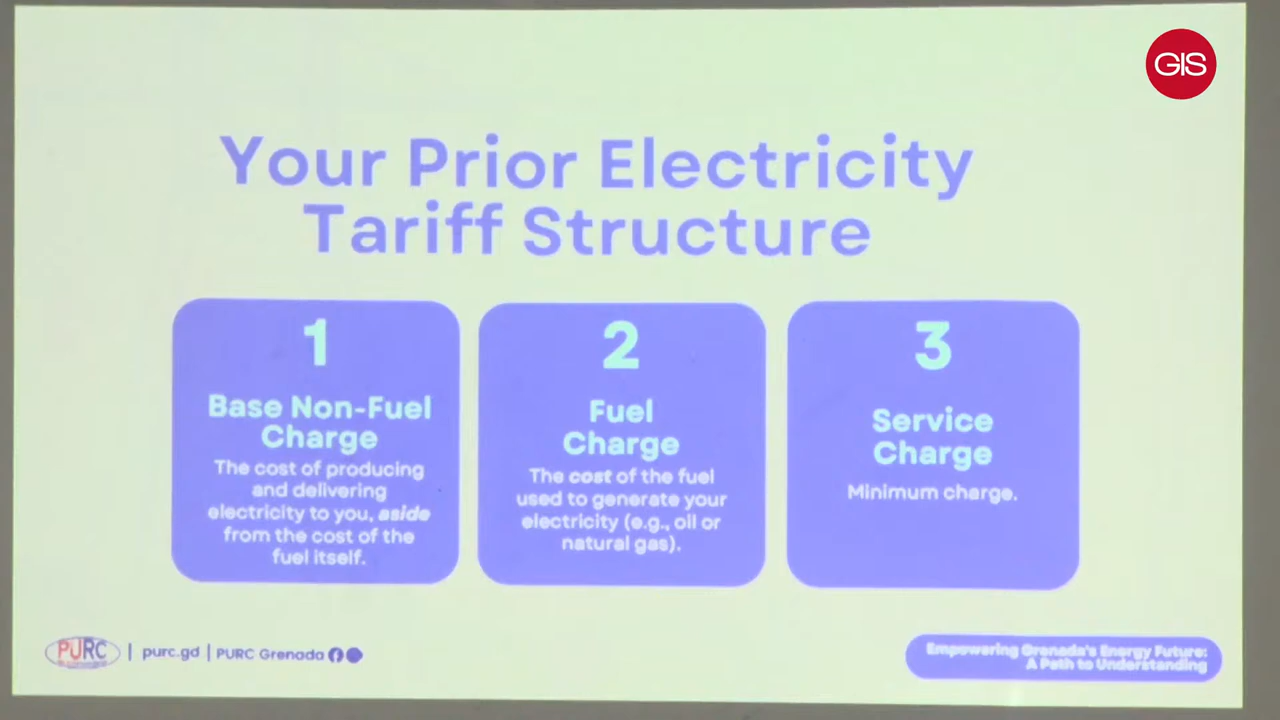 GIS
Your Prior Electricity
Tariff Structure
1
Base Non-Fuel
Charge
The cost of producing
and delivering
electricity to you, aside
from the cost of the
fuel itself.
2
Fuel
Charge
The cost of the fuel
used to generate your
electricity (e.g., oil or
natural gas).
3
Service
Charge
Minimum charge.
PURC | purc.gd | PURC Grenada
Empowering Grenada's Energy Future:
A Path to Understanding